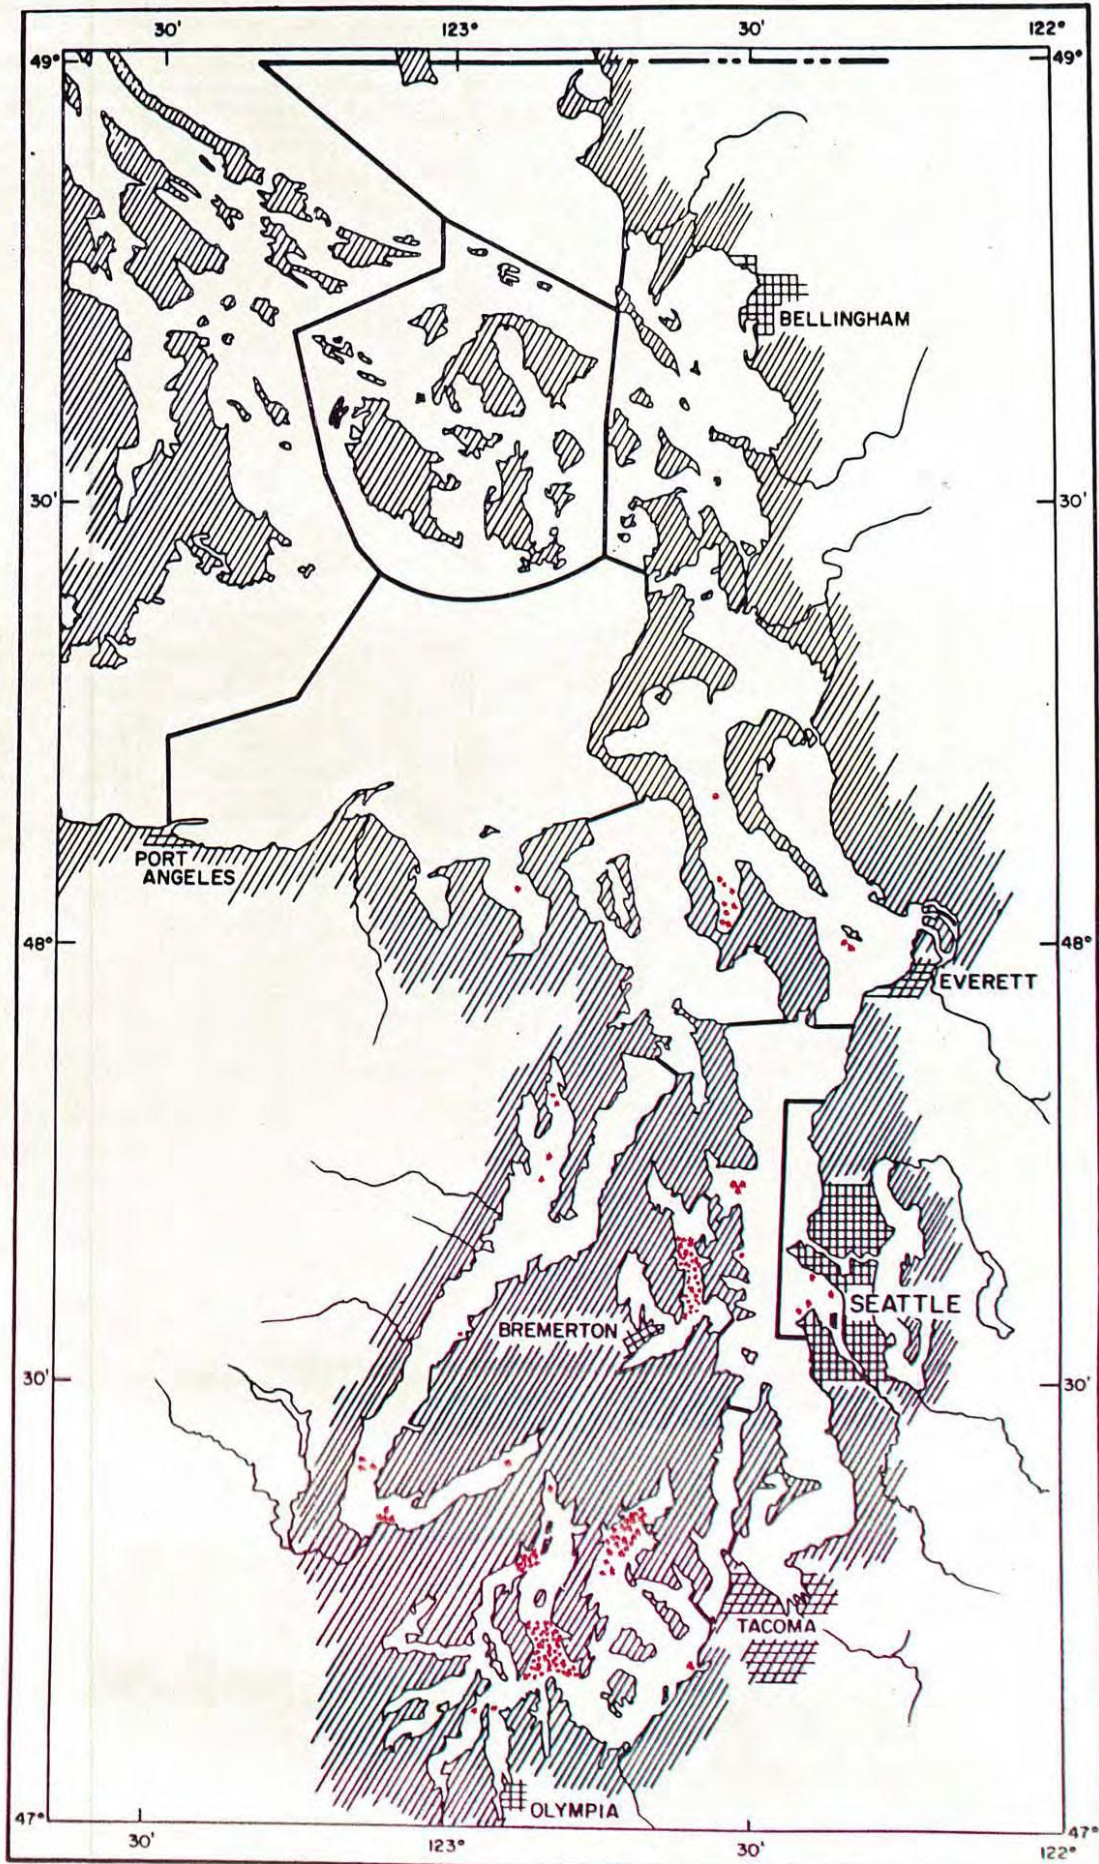 30'
123°
30'
122°
49°
49°
BELLINGHAM
30'
30'
PORT
ANGELES
48°
48°
EVERETT
SEATTLE
BREMERTON
30'
30'
TACOMA
OLYMPIA
47°
47°
30'
123°
30'
122°